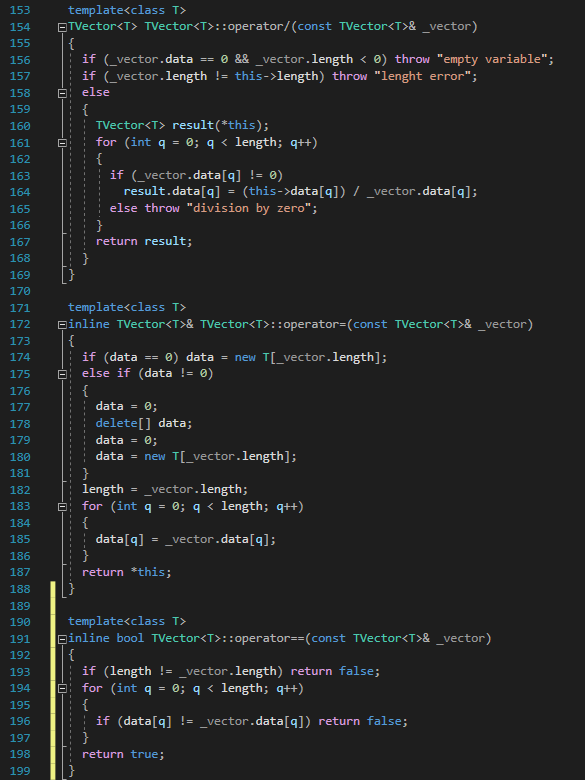 153 template<class T>
154 TVector<T> TVector<T>::operator/(const TVector<T>& _vector)
155 {
156 if (_vector.data == 0 && _vector.length < 0) throw "empty variable";
157 if (_vector.length != this->length) throw "lenght error";
158 else
159 {
160 TVector<T> result(*this);
161 for (int q = 0; q < length; q++)
162 {
163 if (_vector.data[q] != 0)
164 result.data[q] = (this->data[q]) / _vector.data[q];
165 else throw "division by zero";
166 }
167 return result;
168 }
169 }
170
171 template<class T>
172 inline TVector<T>& TVector<T>::operator=(const TVector<T>& _vector)
173 {
174 if (data == 0) data = new T[_vector.length];
175 else if (data != 0)
176 {
177 data = 0;
178 delete[] data;
179 data = 0;
180 data = new T[_vector.length];
181 }
182 length = _vector.length;
183 for (int q = 0; q < length; q++)
184 {
185 data[q] = _vector.data[q];
186 }
187 return *this;
188 }
189
190 template<class T>
191 inline bool TVector<T>::operator==(const TVector<T>& _vector)
192 {
193 if (length != _vector.length) return false;
194 for (int q = 0; q < length; q++)
195 {
196 if (data[q] != _vector.data[q]) return false;
197 }
198 return true;
199 }